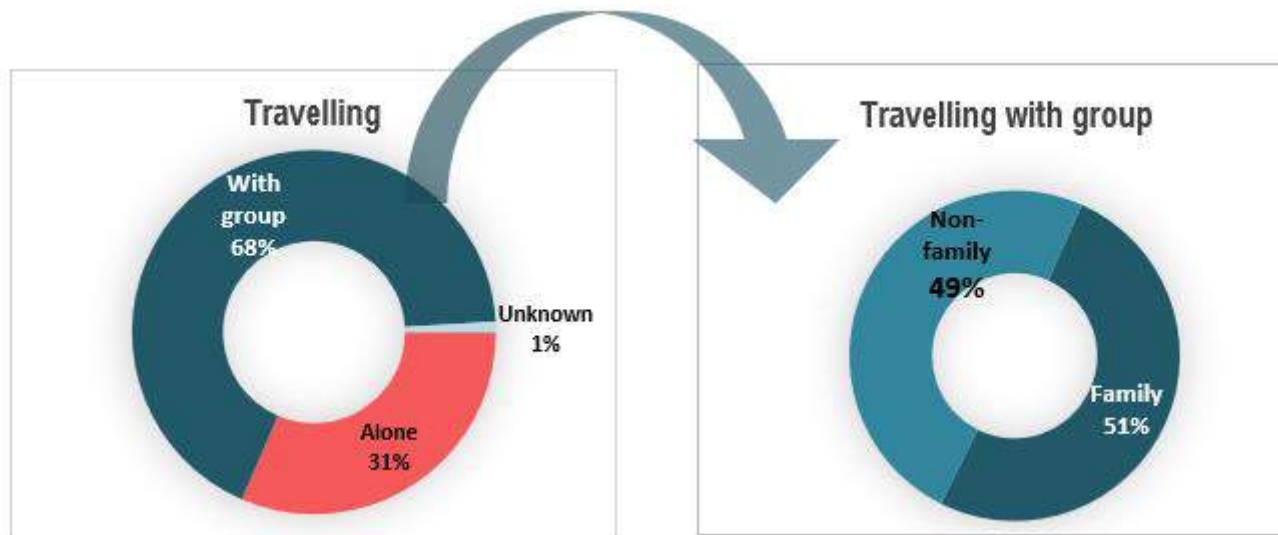 Travelling
With
group
68%
Unknown
1%
Alone
31%
Travelling with group
Non-
family
49%
Family
51%